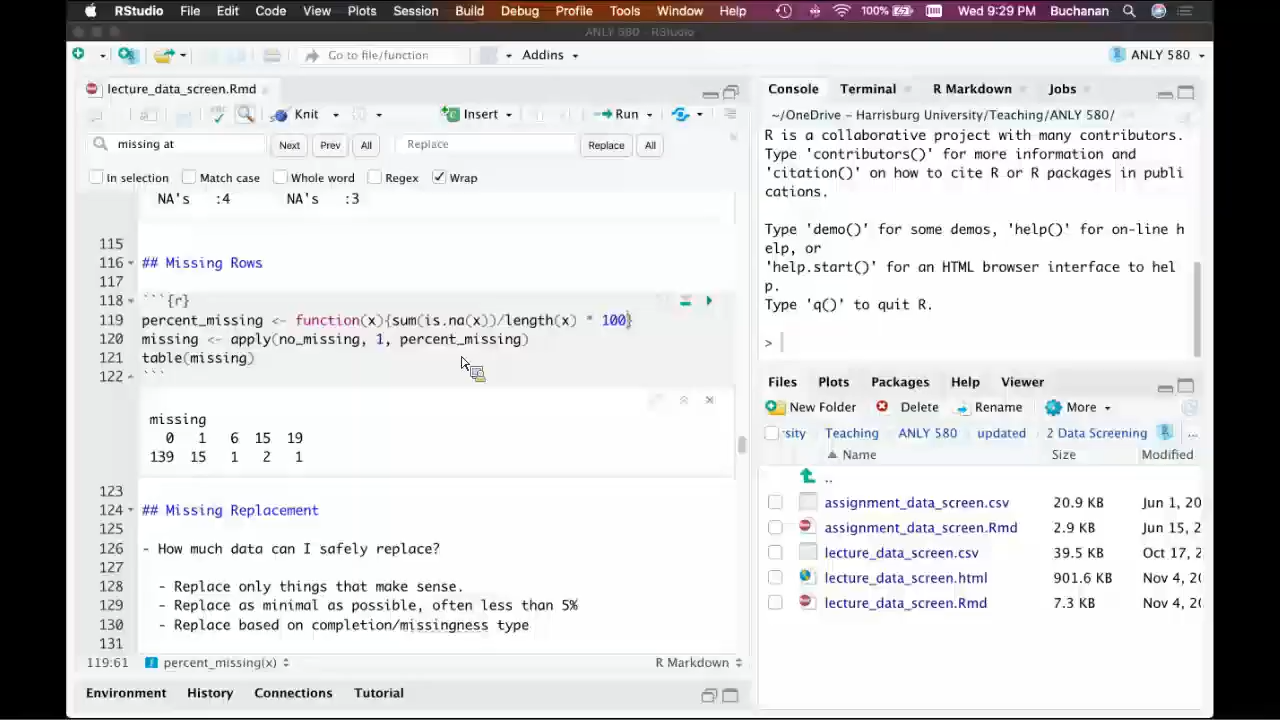 RStudio File Edit Code View Plots Session Build Debug Profile Tools Window Help 100% Wed 9:29 PM Buchanan
ANLY 580 - RStudio
Go to file/function Addins ANLY 580
lecture_data_screen.Rmd
Knit Insert Run
missing at Next Prev All Replace Replace All
In selection Match case Whole word Regex Wrap
NA's :4 NA's :3
115
116 ## Missing Rows
117
118 ```{r}
119 percent_missing <- function(x){sum(is.na(x))/length(x) * 100}
120 missing <- apply(no_missing, 1, percent_missing)
121 table(missing)
122 ```
missing
0 1 6 15 19
139 15 1 2 1
123
124 ## Missing Replacement
125
126 - How much data can I safely replace?
127
128 - Replace only things that make sense.
129 - Replace as minimal as possible, often less than 5%
130 - Replace based on completion/missingness type
131
119:61 percent_missing(x) R Markdown
Environment History Connections Tutorial
Console Terminal R Markdown Jobs
~/OneDrive - Harrisburg University/Teaching/ANLY 580/
R is a collaborative project with many contributors.
Type 'contributors()' for more information and
'citation()' on how to cite R or R packages in publi
cations.
Type 'demo()' for some demos, 'help()' for on-line h
elp, or
'help.start()' for an HTML browser interface to hel
p.
Type 'q()' to quit R.
>
Files Plots Packages Help Viewer
New Folder Delete Rename More
sity Teaching ANLY 580 updated 2 Data Screening ...
Name Size Modified
..
assignment_data_screen.csv 20.9 KB Jun 1, 20
assignment_data_screen.Rmd 2.9 KB Jun 15, 2
lecture_data_screen.csv 39.5 KB Oct 17, 2
lecture_data_screen.html 901.6 KB Nov 4, 20
lecture_data_screen.Rmd 7.3 KB Nov 4, 20